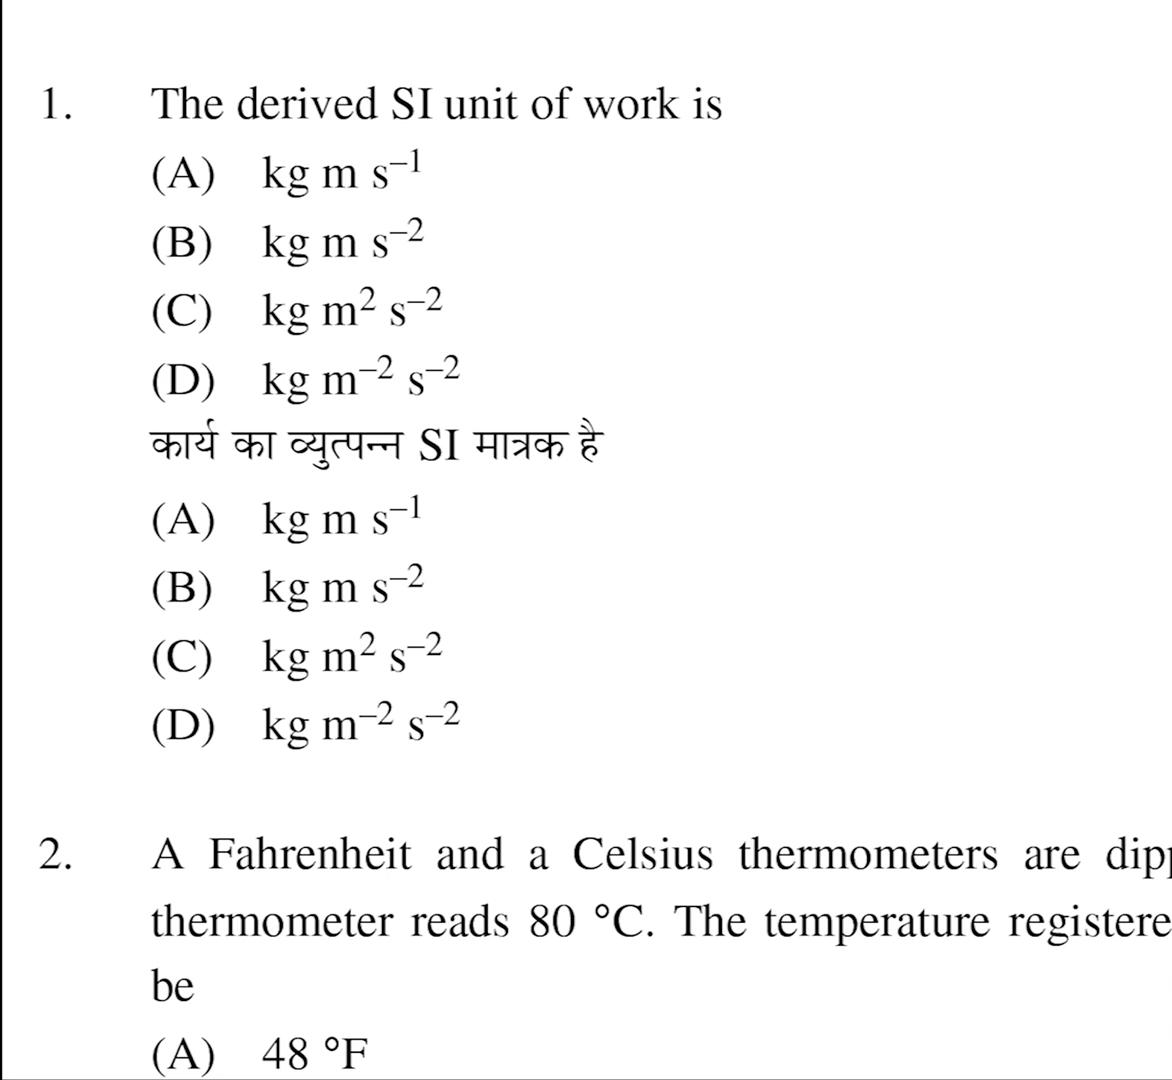 1. The derived SI unit of work is
(A) kg m s⁻¹
(B) kg m s⁻²
(C) kg m² s⁻²
(D) kg m⁻² s⁻²
कार्य का व्युत्पन्न SI मात्रक है
(A) kg m s⁻¹
(B) kg m s⁻²
(C) kg m² s⁻²
(D) kg m⁻² s⁻²
2. A Fahrenheit and a Celsius thermometers are
thermometer reads 80 °C. The temperature
be
(A) 48 °F